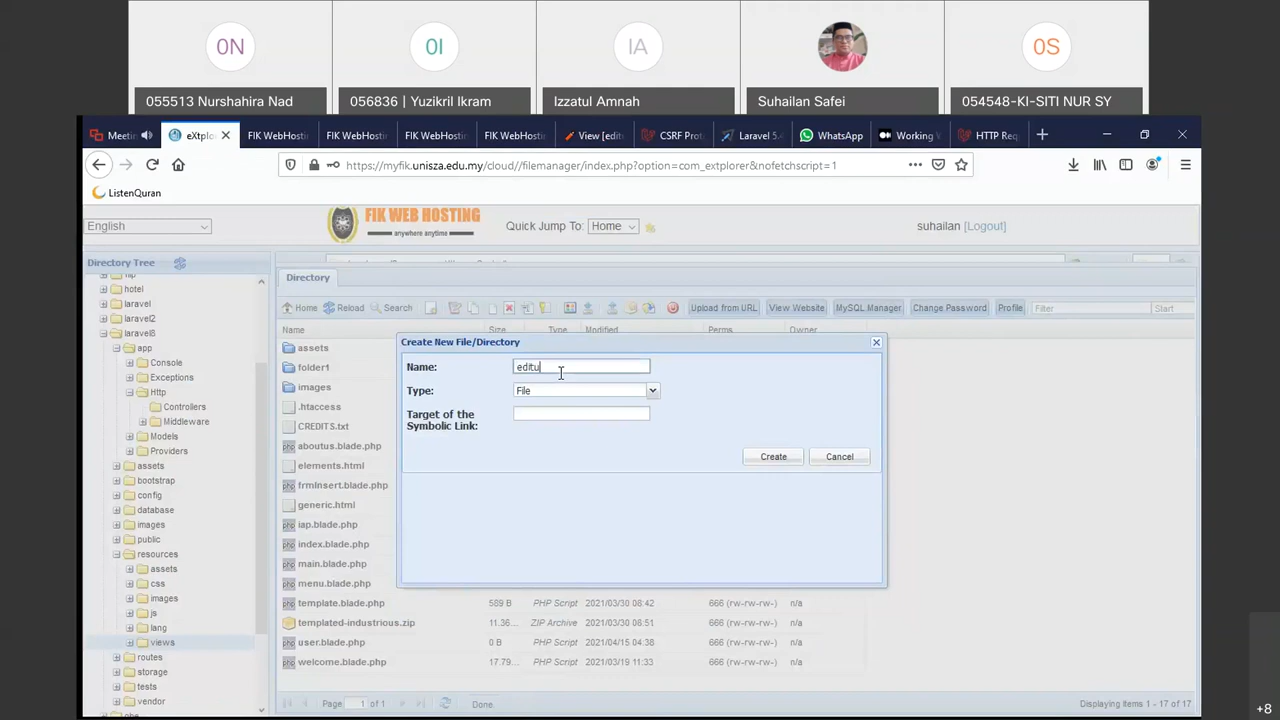 0N
0I
IA
0S
055513 Nurshahira Nad
056836 | Yuzikril Ikram
Izzatul Amnah
Suhailan Safei
054548-KI-SITI NUR SY
Meetin
eXtplo
FIK WebHostin
FIK WebHostin
FIK WebHostin
FIK WebHostin
View [edit
CSRF Prot
Laravel 5.
WhatsApp
Working
HTTP Req
https://myfik.unisza.edu.my/cloud//filemanager/index.php?option=com_extplorer&nofetchscript=1
ListenQuran
English
FIK WEB HOSTING
anywhere anytime
Quick Jump To:
Home
suhailan [Logout]
Directory Tree
hotel
laravel
laravel2
laravel8
app
Console
Exceptions
Http
Controllers
Middleware
Models
Providers
assets
bootstrap
config
database
images
public
resources
assets
css
images
js
lang
views
routes
storage
tests
vendor
Directory
Home
Reload
Search
Upload from URL
View Website
MySQL Manager
Change Password
Profile
Filter
Start
Name
Size
Type
Modified
Perms
Owner
assets
folder1
images
.htaccess
CREDITS.txt
aboutus.blade.php
elements.html
frmInsert.blade.php
generic.html
iap.blade.php
index.blade.php
main.blade.php
menu.blade.php
template.blade.php 589 B PHP Script 2021/03/30 08:42 666 (rw-rw-rw-) n/a
templated-industrious.zip 11.36... ZIP Archive 2021/03/30 08:51 666 (rw-rw-rw-) n/a
user.blade.php 0 B PHP Script 2021/04/15 04:38 666 (rw-rw-rw-) n/a
welcome.blade.php 17.79... PHP Script 2021/03/19 11:33 666 (rw-rw-rw-) n/a
Create New File/Directory
Name:
editu
Type:
File
Target of the
Symbolic Link:
Create
Cancel
Page 1 of 1
Done
Displaying items 1 - 17 of 17
+8